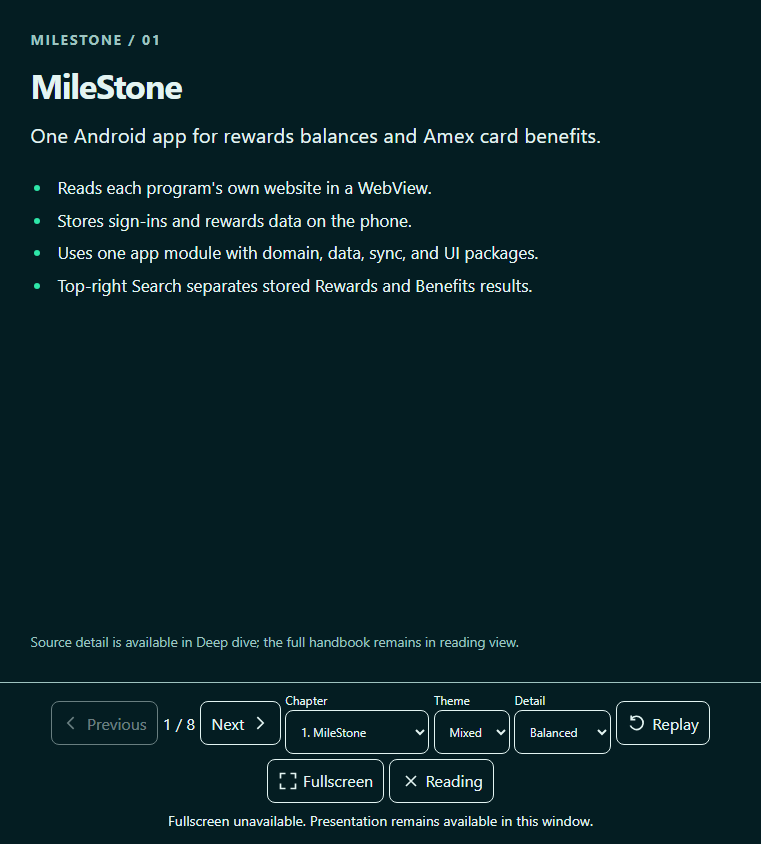 MILESTONE / 01
MileStone
One Android app for rewards balances and Amex card benefits.
Reads each program's own website in a WebView.
Stores sign-ins and rewards data on the phone.
Uses one app module with domain, data, sync, and UI packages.
Top-right Search separates stored Rewards and Benefits results.
Source detail is available in Deep dive; the full handbook remains in reading view.
Chapter Theme Detail
Previous 1 / 8 Next 1. MileStone Mixed Balanced Replay
Fullscreen Reading
Fullscreen unavailable. Presentation remains available in this window.